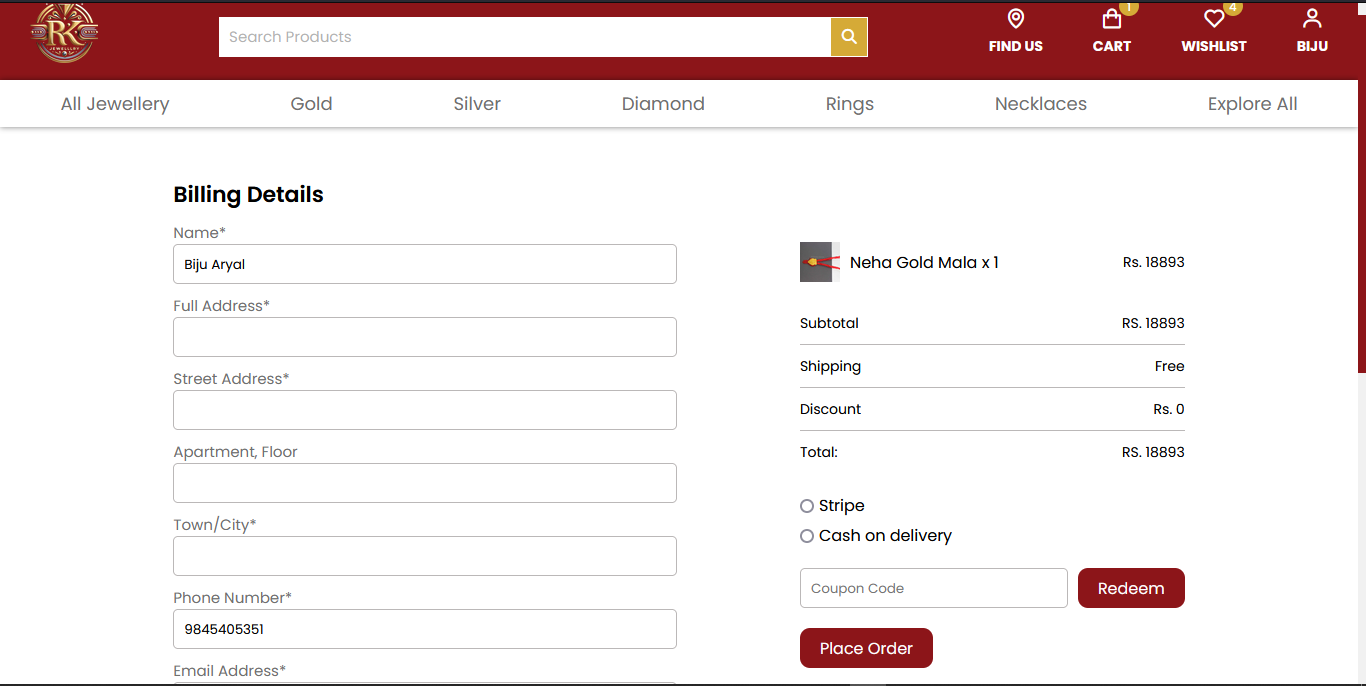 RK
JEWELLRY
Search Products
1
4
FIND US
CART
WISHLIST
BIJU
All Jewellery
Gold
Silver
Diamond
Rings
Necklaces
Explore All
Billing Details
Name*
Biju Aryal
Full Address*
Street Address*
Apartment, Floor
Town/City*
Phone Number*
9845405351
Email Address*
Neha Gold Mala x 1 Rs. 18893
Subtotal RS. 18893
Shipping Free
Discount Rs. 0
Total: RS. 18893
Stripe
Cash on delivery
Coupon Code
Redeem
Place Order